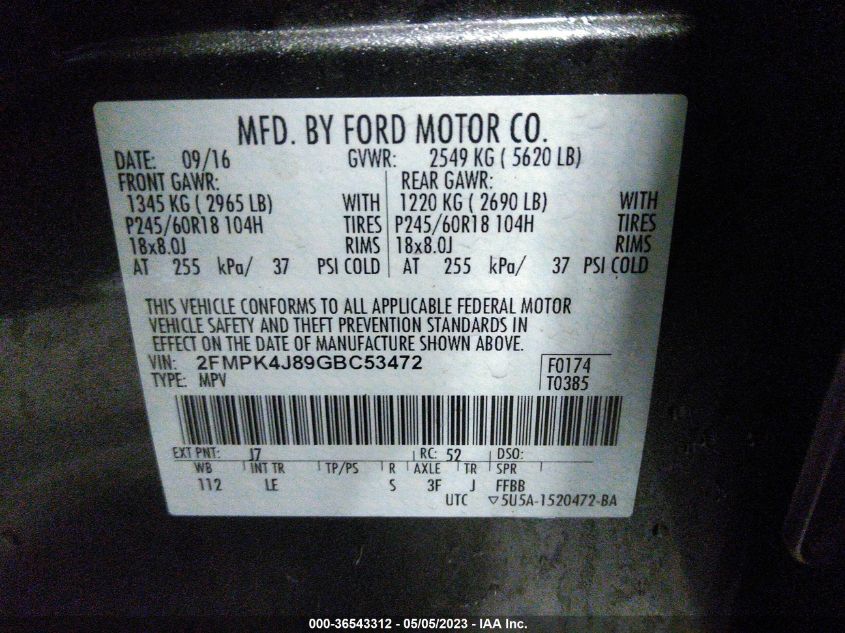 MFD. BY FORD MOTOR CO.
DATE: 09/16 GVWR: 2549 KG ( 5620 LB)
FRONT GAWR: REAR GAWR:
1345 KG ( 2965 LB) WITH 1220 KG ( 2690 LB) WITH
P245/60R18 104H TIRES P245/60R18 104H TIRES
18x8.0J RIMS 18x8.0J RIMS
AT 255 kPa/ 37 PSI COLD AT 255 kPa/ 37 PSI COLD
THIS VEHICLE CONFORMS TO ALL APPLICABLE FEDERAL MOTOR
VEHICLE SAFETY AND THEFT PREVENTION STANDARDS IN
EFFECT ON THE DATE OF MANUFACTURE SHOWN ABOVE.
VIN: 2FMPK4J89GBC53472 F0174
TYPE: MPV T0385
EXT PNT: J7 RC: 52 DSO:
WB INT TR TP/PS R AXLE TR SPR
112 LE S 3F J FFBB
UTC ▽5U5A-1520472-BA
000-36543312 - 05/05/2023 - IAA Inc.